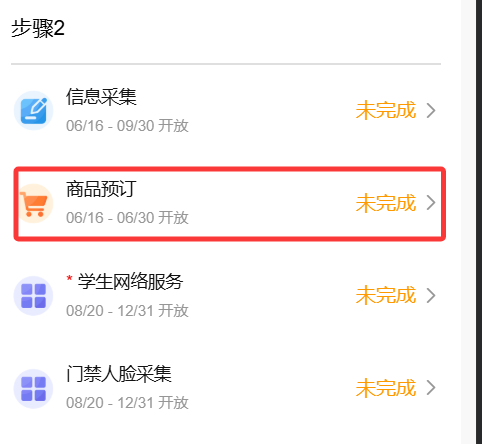 步骤2
信息采集
06/16 - 09/30 开放
未完成
商品预订
06/16 - 06/30 开放
未完成
* 学生网络服务
08/20 - 12/31 开放
未完成
门禁人脸采集
08/20 - 12/31 开放
未完成